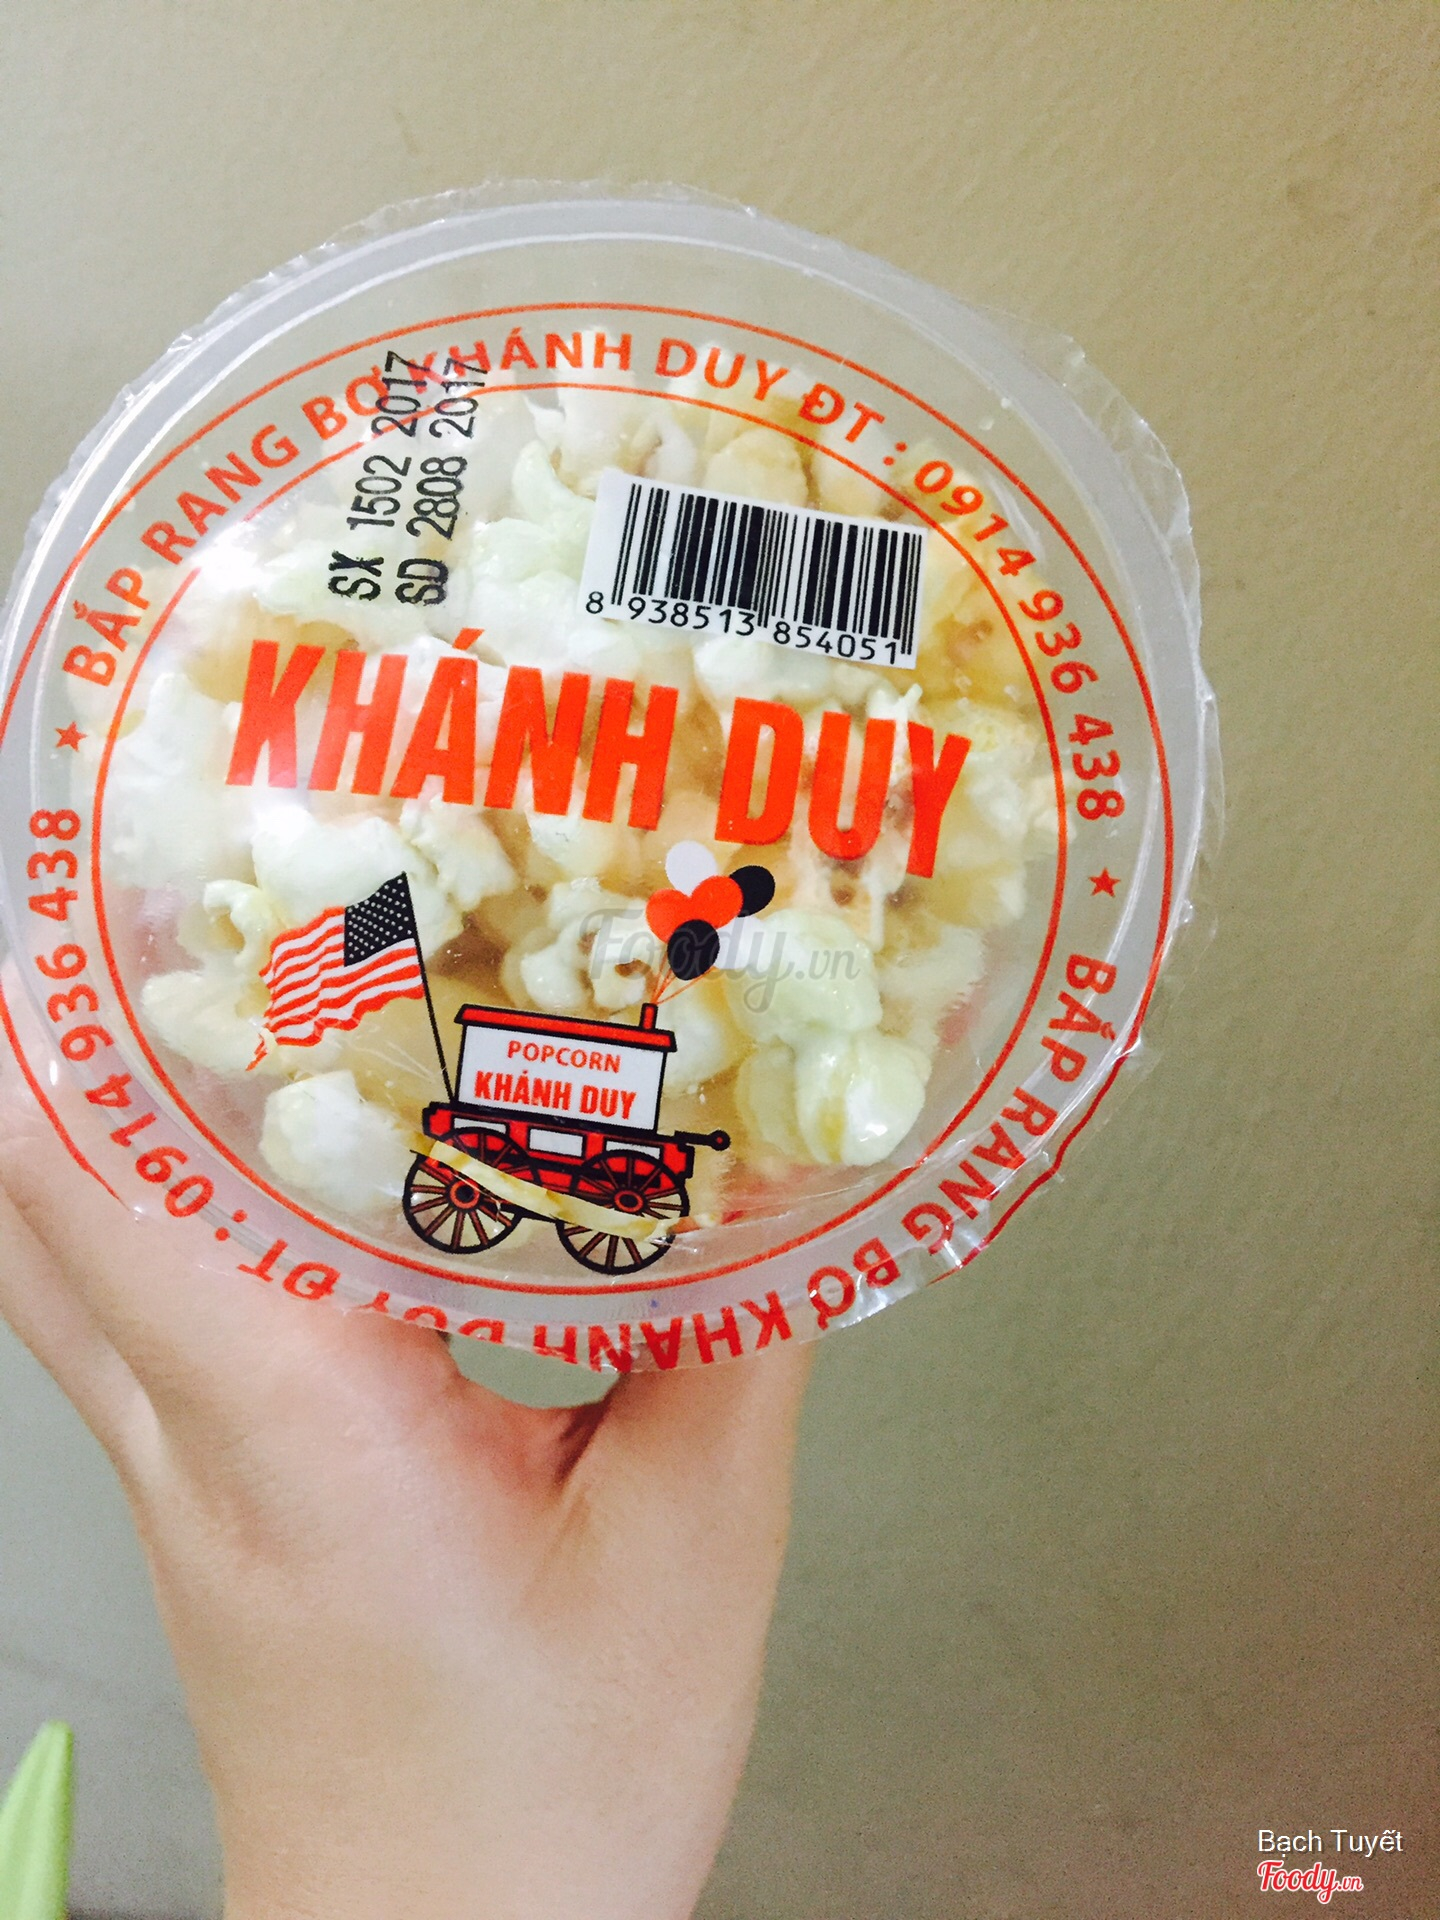 BẮP RANG BƠ KHÁNH DUY ĐT : 0914 936 438 ★ BẮP RANG BƠ KHÁNH DUY ĐT : 0914 936 438 ★
SX 1502 2017
SD 2808 2017
8 938513 854051
KHÁNH DUY
Foody.vn
POPCORN
KHÁNH DUY
Bạch Tuyết
Foody.vn